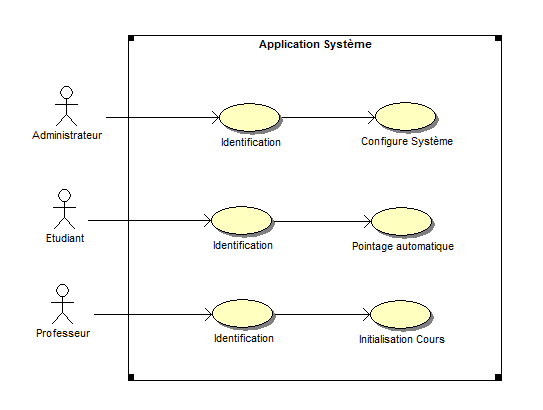 Application Système
Administrateur
Identification
Configure Système
Etudiant
Identification
Pointage automatique
Professeur
Identification
Initialisation Cours